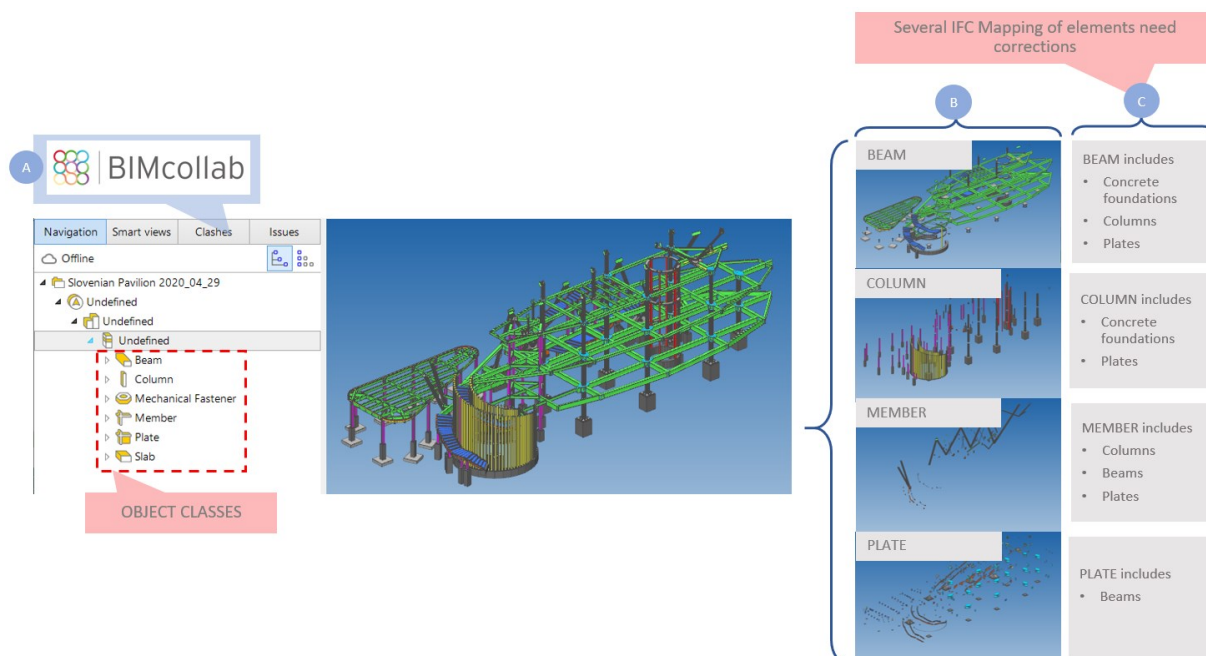 Several IFC Mapping of elements need
corrections
A
BIMcollab
B
C
Navigation
Smart views
Clashes
Issues
Offline
Slovenian Pavilion 2020_04_29
Undefined
Undefined
Undefined
Beam
Column
Mechanical Fastener
Member
Plate
Slab
OBJECT CLASSES
BEAM
BEAM includes
• Concrete
foundations
• Columns
• Plates
COLUMN
COLUMN includes
• Concrete
foundations
• Plates
MEMBER
MEMBER includes
• Columns
• Beams
• Plates
PLATE
PLATE includes
• Beams